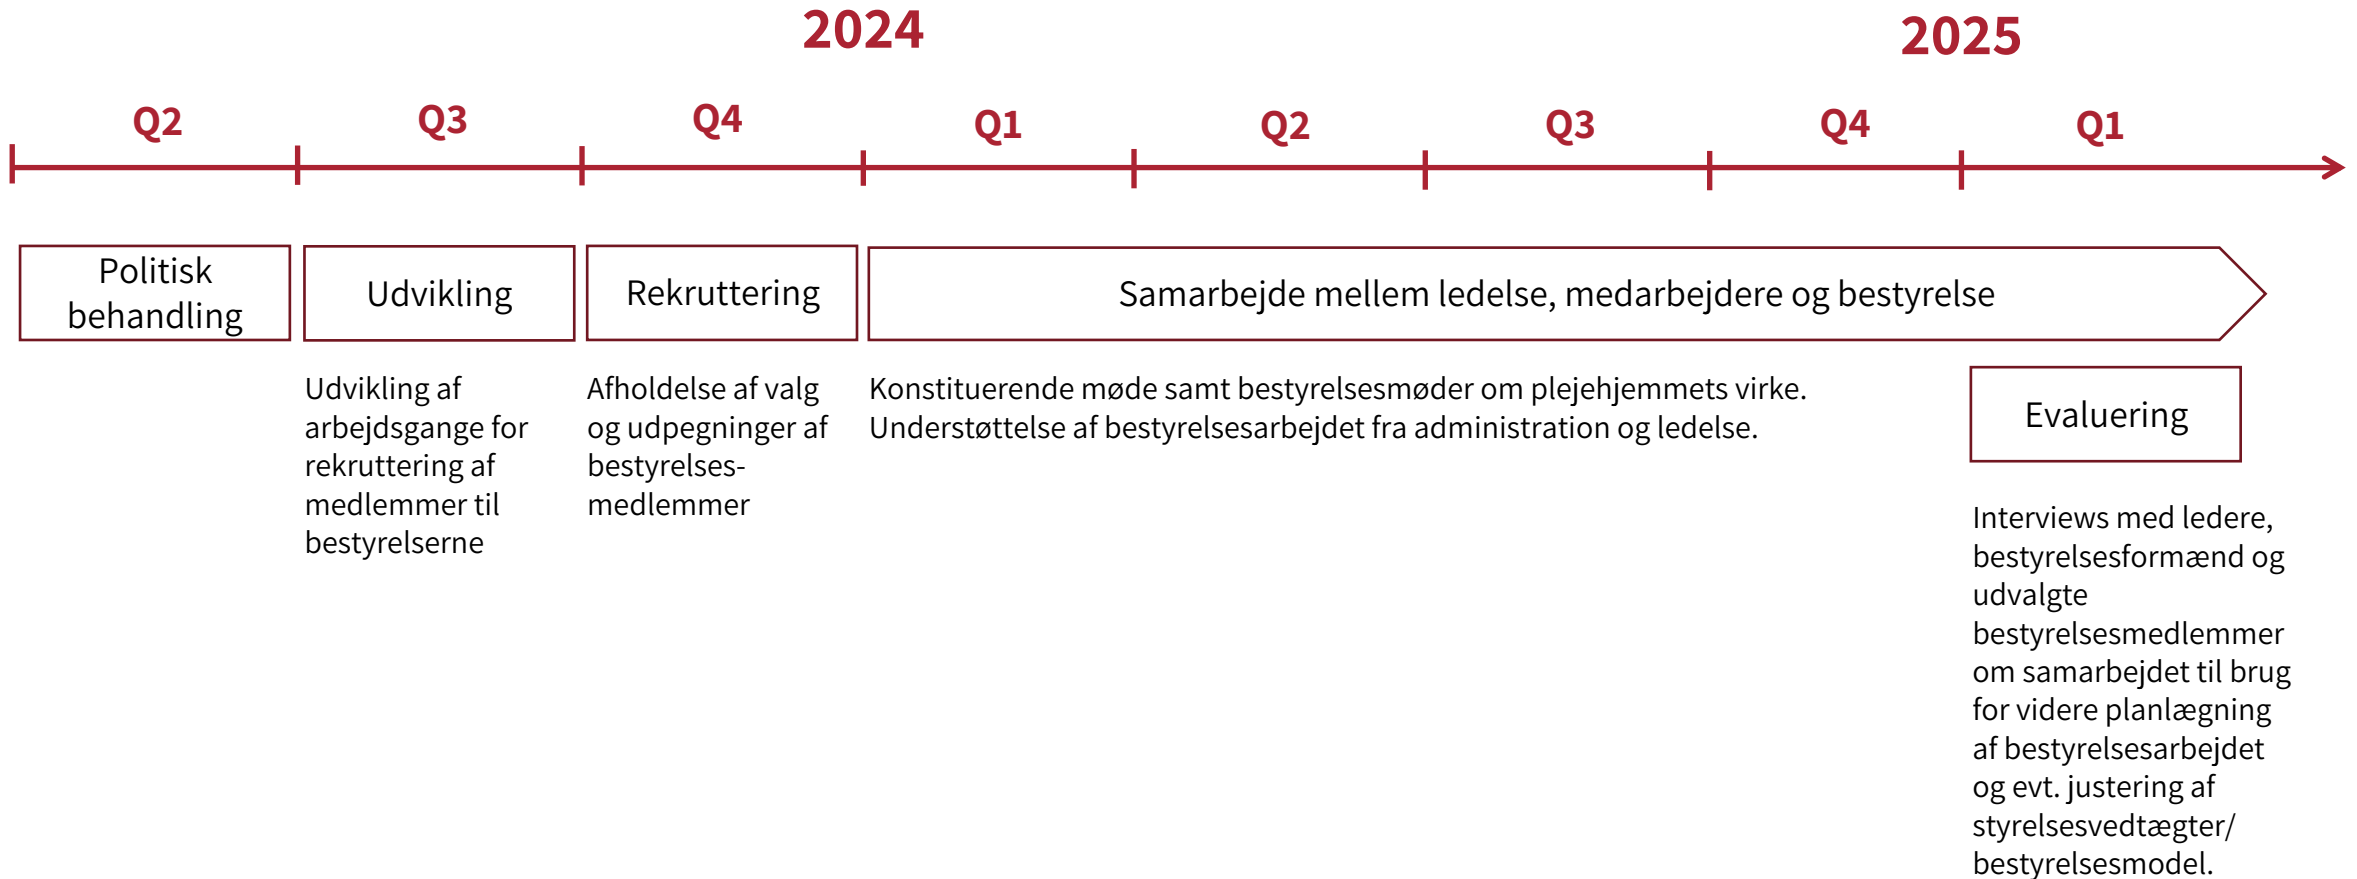 2024
2025
Q2
Q3
Q4
Q1
Q2
Q3
Q4
Q1
Politisk
behandling
Udvikling
Rekruttering
Samarbejde mellem ledelse, medarbejdere og bestyrelse
Udvikling af
arbejdsgange for
rekruttering af
medlemmer til
bestyrelserne
Afholdelse af valg
og udpegninger af
bestyrelses-
medlemmer
Konstituerende møde samt bestyrelsesmøder om plejehjemmets virke.
Understøttelse af bestyrelsesarbejdet fra administration og ledelse.
Evaluering
Interviews med ledere,
bestyrelsesformænd og
udvalgte
bestyrelsesmedlemmer
om samarbejdet til brug
for videre planlægning
af bestyrelsesarbejdet
og evt. justering af
styrelsesvedtægter/
bestyrelsesmodel.